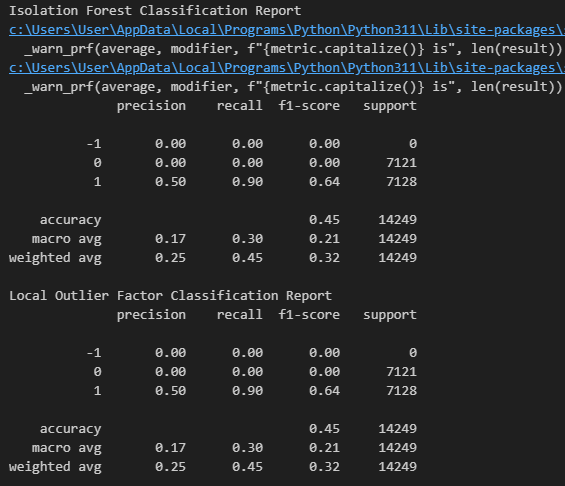 Isolation Forest Classification Report
c:\Users\User\AppData\Local\Programs\Python\Python311\Lib\site-packages\
_warn_prf(average, modifier, f"{metric.capitalize()} is", len(result))
c:\Users\User\AppData\Local\Programs\Python\Python311\Lib\site-packages\
_warn_prf(average, modifier, f"{metric.capitalize()} is", len(result))
precision recall f1-score support
-1 0.00 0.00 0.00 0
0 0.00 0.00 0.00 7121
1 0.50 0.90 0.64 7128
accuracy 0.45 14249
macro avg 0.17 0.30 0.21 14249
weighted avg 0.25 0.45 0.32 14249
Local Outlier Factor Classification Report
precision recall f1-score support
-1 0.00 0.00 0.00 0
0 0.00 0.00 0.00 7121
1 0.50 0.90 0.64 7128
accuracy 0.45 14249
macro avg 0.17 0.30 0.21 14249
weighted avg 0.25 0.45 0.32 14249